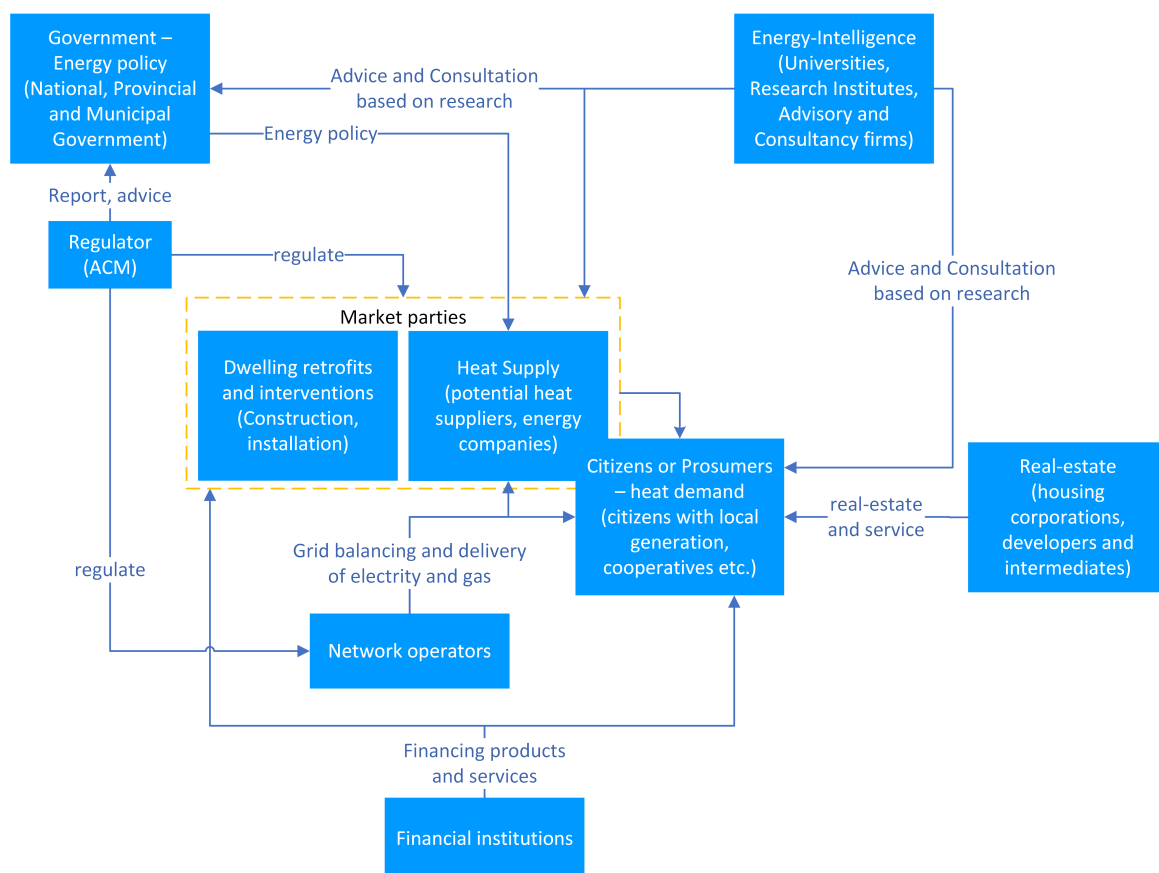 Government –
Energy policy
(National, Provincial
and Municipal
Government)
Advice and Consultation
based on research
Energy-Intelligence
(Universities,
Research Institutes,
Advisory and
Consultancy firms)
Energy policy
Report, advice
Regulator
(ACM)
regulate
Advice and Consultation
based on research
Market parties
Dwelling retrofits
and interventions
(Construction,
installation)
Heat Supply
(potential heat
suppliers, energy
companies)
Citizens or Prosumers
– heat demand
(citizens with local
generation,
cooperatives etc.)
real-estate
and service
Real-estate
(housing
corporations,
developers and
intermediates)
Grid balancing and delivery
of electrity and gas
regulate
Network operators
Financing products
and services
Financial institutions